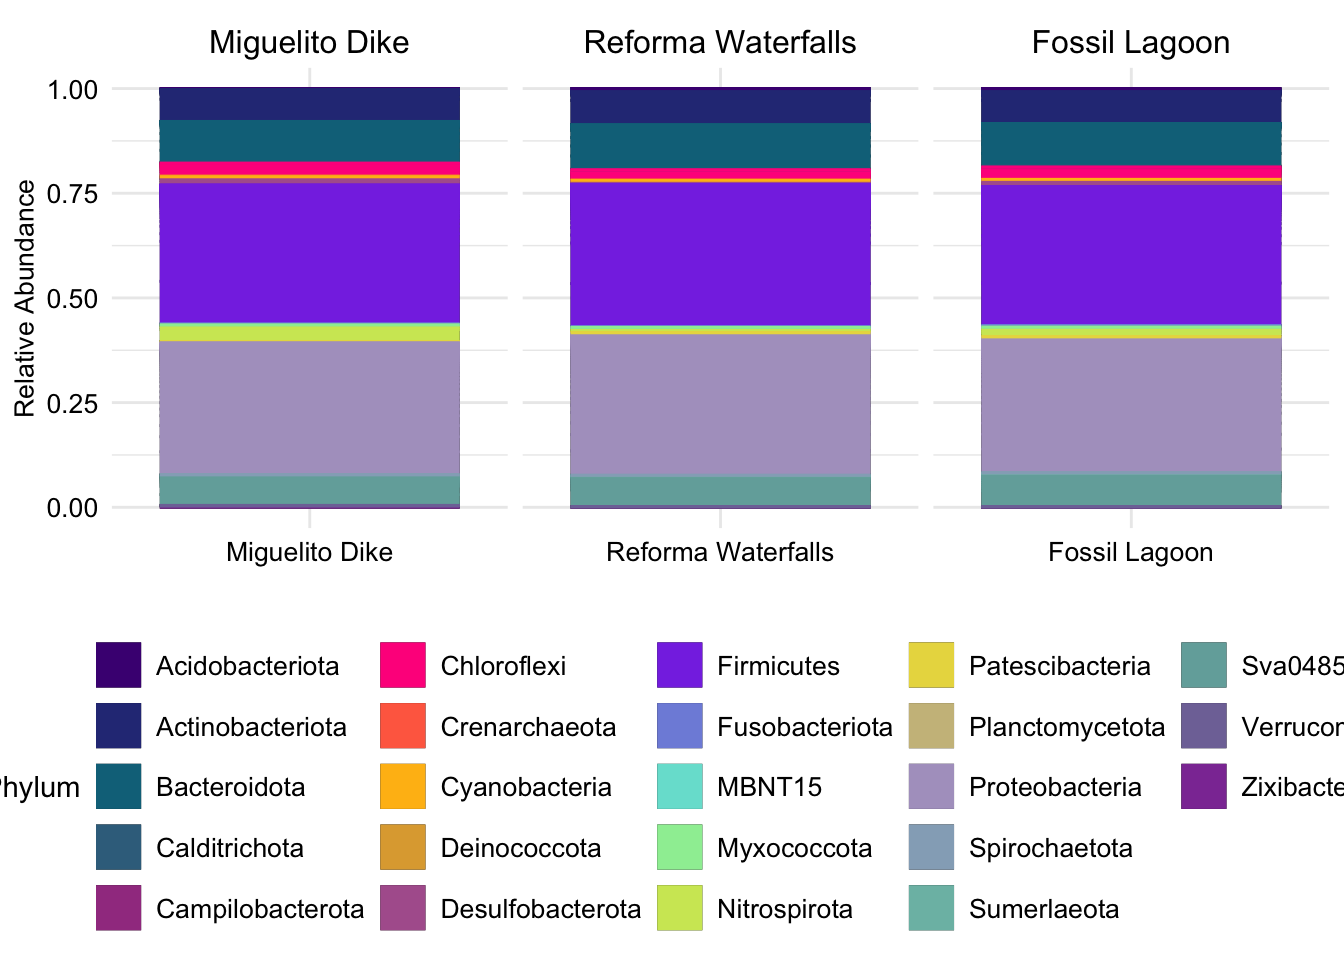 Miguelito Dike Reforma Waterfalls Fossil Lagoon
Relative Abundance
1.00
0.75
0.50
0.25
0.00
Miguelito Dike Reforma Waterfalls Fossil Lagoon
Phylum
Acidobacteriota
Actinobacteriota
Bacteroidota
Calditrichota
Campilobacterota
Chloroflexi
Crenarchaeota
Cyanobacteria
Deinococcota
Desulfobacterota
Firmicutes
Fusobacteriota
MBNT15
Myxococcota
Nitrospirota
Patescibacteria
Planctomycetota
Proteobacteria
Spirochaetota
Sumerlaeota
Sva0485
Verrucon
Zixibacte